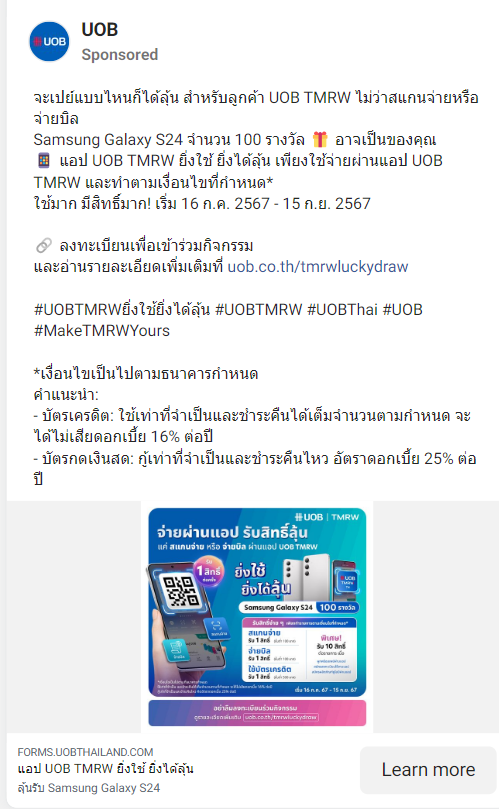 UOB
UOB
Sponsored
จะเปย์แบบไหนก็ได้ลุ้น สำหรับลูกค้า UOB TMRW ไม่ว่าสแกนจ่ายหรือ
จ่ายบิล
Samsung Galaxy S24 จำนวน 100 รางวัล 🎁 อาจเป็นของคุณ
📱 แอป UOB TMRW ยิ่งใช้ ยิ่งได้ลุ้น เพียงใช้จ่ายผ่านแอป UOB
TMRW และทำตามเงื่อนไขที่กำหนด*
ใช้มาก มีสิทธิ์มาก! เริ่ม 16 ก.ค. 2567 - 15 ก.ย. 2567
🔗 ลงทะเบียนเพื่อเข้าร่วมกิจกรรม
และอ่านรายละเอียดเพิ่มเติมที่ uob.co.th/tmrwluckydraw
#UOBTMRWยิ่งใช้ยิ่งได้ลุ้น #UOBTMRW #UOBThai #UOB
#MakeTMRWYours
*เงื่อนไขเป็นไปตามธนาคารกำหนด
คำแนะนำ:
- บัตรเครดิต: ใช้เท่าที่จำเป็นและชำระคืนได้เต็มจำนวนตามกำหนด จะ
ได้ไม่เสียดอกเบี้ย 16% ต่อปี
- บัตรกดเงินสด: กู้เท่าที่จำเป็นและชำระคืนไหว อัตราดอกเบี้ย 25% ต่อ
ปี
UOB | TMRW
จ่ายผ่านแอป รับสิทธิ์ลุ้น
แค่ สแกนจ่าย หรือ จ่ายบิล ผ่านแอป UOB TMRW
รับ
1 สิทธิ์
ยิ่งใช้
ยิ่งได้ลุ้น
UOB
TMRW
Samsung Galaxy S24 100 รางวัล
สแกนจ่าย
รับ 1 สิทธิ์
จ่ายบิล
รับ 1 สิทธิ์
ใช้บัตรเครดิต
รับ 1 สิทธิ์
พิเศษ!
รับ 10 สิทธิ์
เริ่ม 16 ก.ค. 67 - 15 ก.ย. 67
อย่าลืมลงทะเบียนร่วมกิจกรรม
ดูรายละเอียดเพิ่มเติม uob.co.th/tmrwluckydraw
FORMS.UOBTHAILAND.COM
แอป UOB TMRW ยิ่งใช้ ยิ่งได้ลุ้น
ลุ้นรับ Samsung Galaxy S24
Learn more